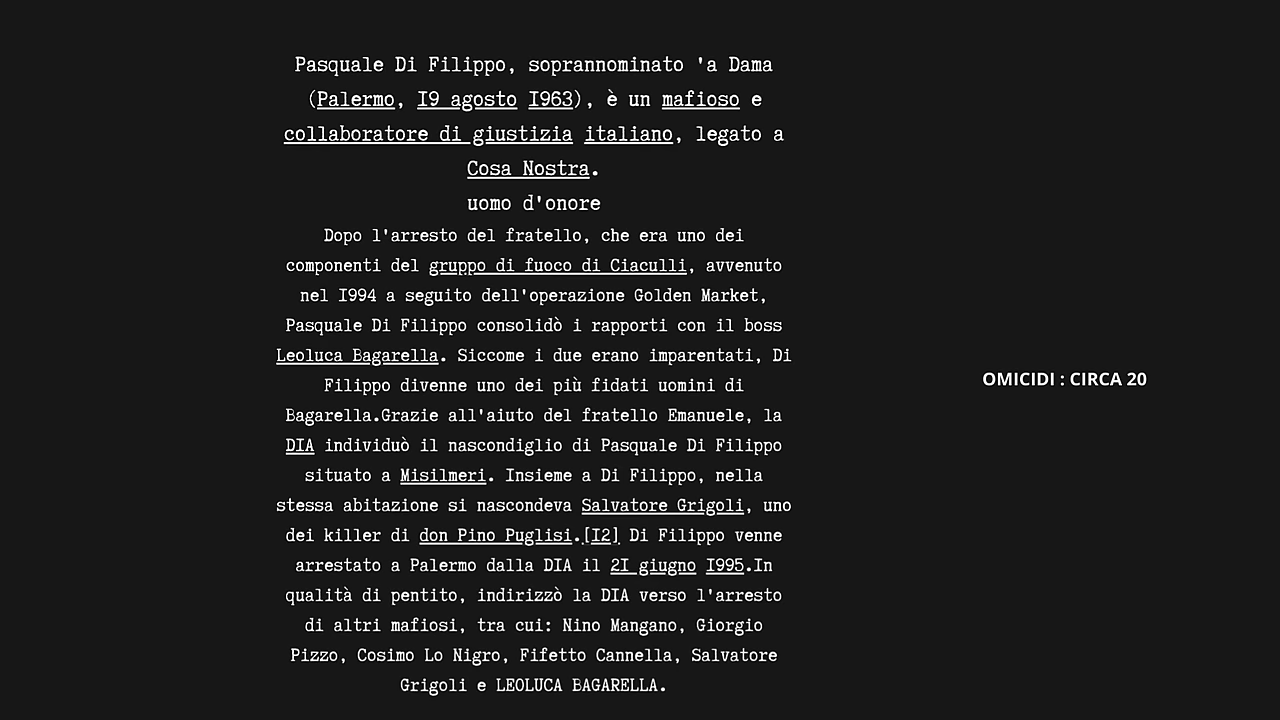 Pasquale Di Filippo, soprannominato 'a Dama
(Palermo, I9 agosto I963), è un mafioso e
collaboratore di giustizia italiano, legato a
Cosa Nostra.
uomo d'onore
Dopo l'arresto del fratello, che era uno dei
componenti del gruppo di fuoco di Ciaculli, avvenuto
nel I994 a seguito dell'operazione Golden Market,
Pasquale Di Filippo consolidò i rapporti con il boss
Leoluca Bagarella. Siccome i due erano imparentati, Di
Filippo divenne uno dei più fidati uomini di
Bagarella.Grazie all'aiuto del fratello Emanuele, la
DIA individuò il nascondiglio di Pasquale Di Filippo
situato a Misilmeri. Insieme a Di Filippo, nella
stessa abitazione si nascondeva Salvatore Grigoli, uno
dei killer di don Pino Puglisi.[I2] Di Filippo venne
arrestato a Palermo dalla DIA il 2I giugno I995.In
qualità di pentito, indirizzò la DIA verso l'arresto
di altri mafiosi, tra cui: Nino Mangano, Giorgio
Pizzo, Cosimo Lo Nigro, Fifetto Cannella, Salvatore
Grigoli e LEOLUCA BAGARELLA.
OMICIDI : CIRCA 20